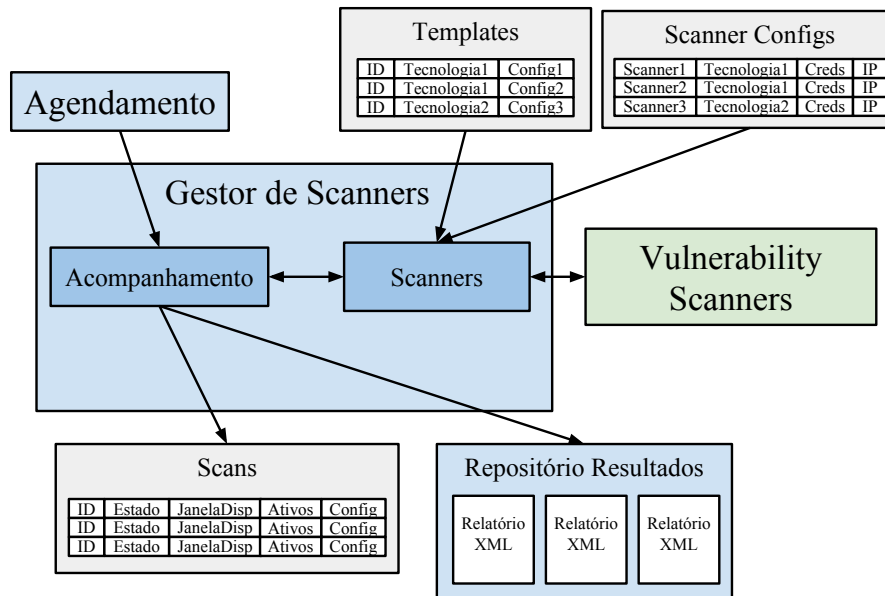 Templates
ID Tecnologia1 Config1
ID Tecnologia1 Config2
ID Tecnologia2 Config3
Scanner Configs
Scanner1 Tecnologia1 Creds IP
Scanner2 Tecnologia1 Creds IP
Scanner3 Tecnologia2 Creds IP
Agendamento
Gestor de Scanners
Acompanhamento
Scanners
Vulnerability
Scanners
Scans
ID Estado JanelaDisp Ativos Config
ID Estado JanelaDisp Ativos Config
ID Estado JanelaDisp Ativos Config
Repositório Resultados
Relatório
XML
Relatório
XML
Relatório
XML